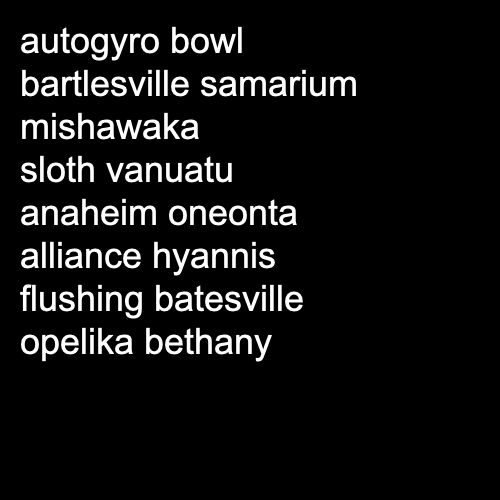 autogyro bowl
bartlesville samarium
mishawaka
sloth vanuatu
anaheim oneonta
alliance hyannis
flushing batesville
opelika bethany